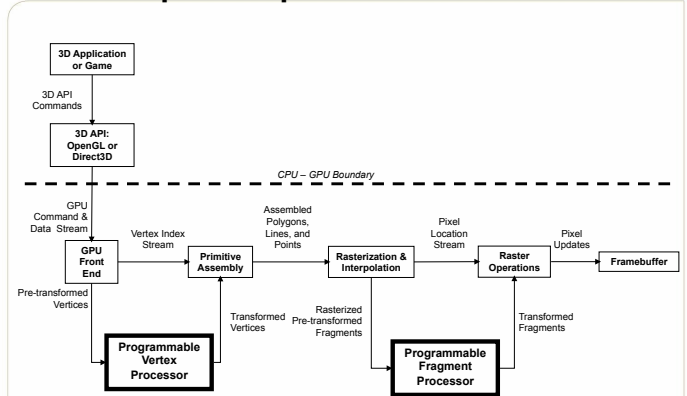 3D Application
or Game
3D API
Commands
3D API:
OpenGL or
Direct3D
CPU – GPU Boundary
GPU
Command &
Data Stream
Vertex Index
Stream
Assembled
Polygons,
Lines, and
Points
Pixel
Location
Stream
Pixel
Updates
GPU
Front
End
Primitive
Assembly
Rasterization &
Interpolation
Raster
Operations
Framebuffer
Pre-transformed
Vertices
Transformed
Vertices
Rasterized
Pre-transformed
Fragments
Transformed
Fragments
Programmable
Vertex
Processor
Programmable
Fragment
Processor